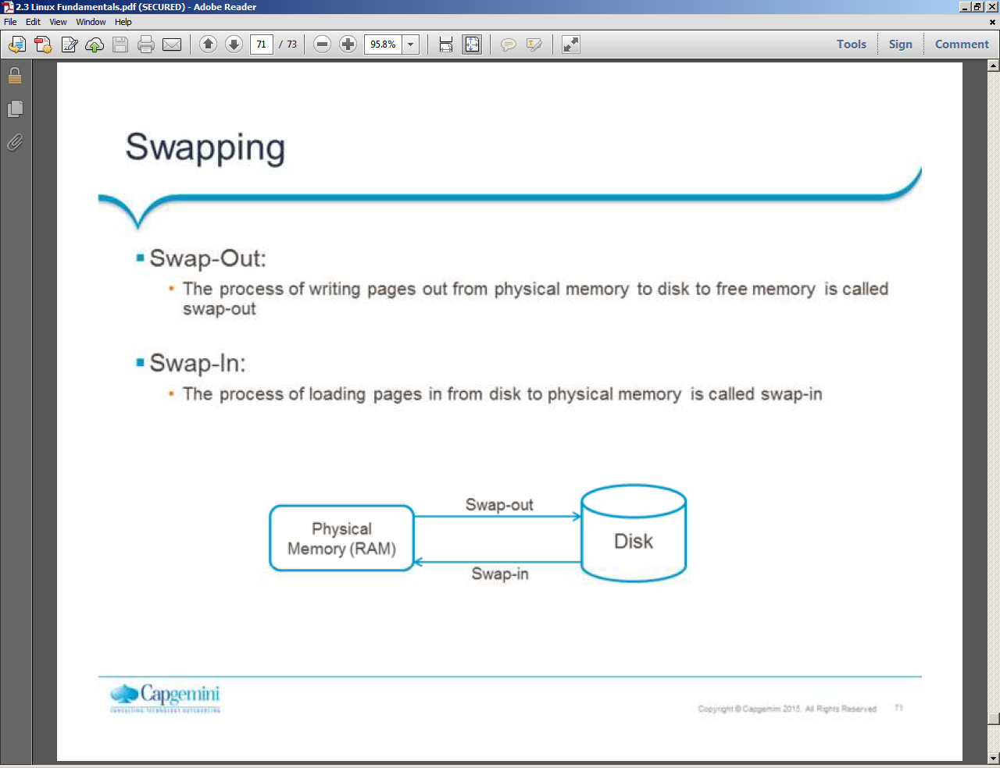 2.3 Linux Fundamentals.pdf (SECURED) - Adobe Reader
File Edit View Window Help
71 / 73 95.8% Tools Sign Comment
Swapping
Swap-Out:
The process of writing pages out from physical memory to disk to free memory is called
swap-out
Swap-In:
The process of loading pages in from disk to physical memory is called swap-in
Swap-out
Physical
Memory (RAM)
Disk
Swap-in
Capgemini
CONSULTING.TECHNOLOGY.OUTSOURCING
Copyright © Capgemini 2015. All Rights Reserved 71